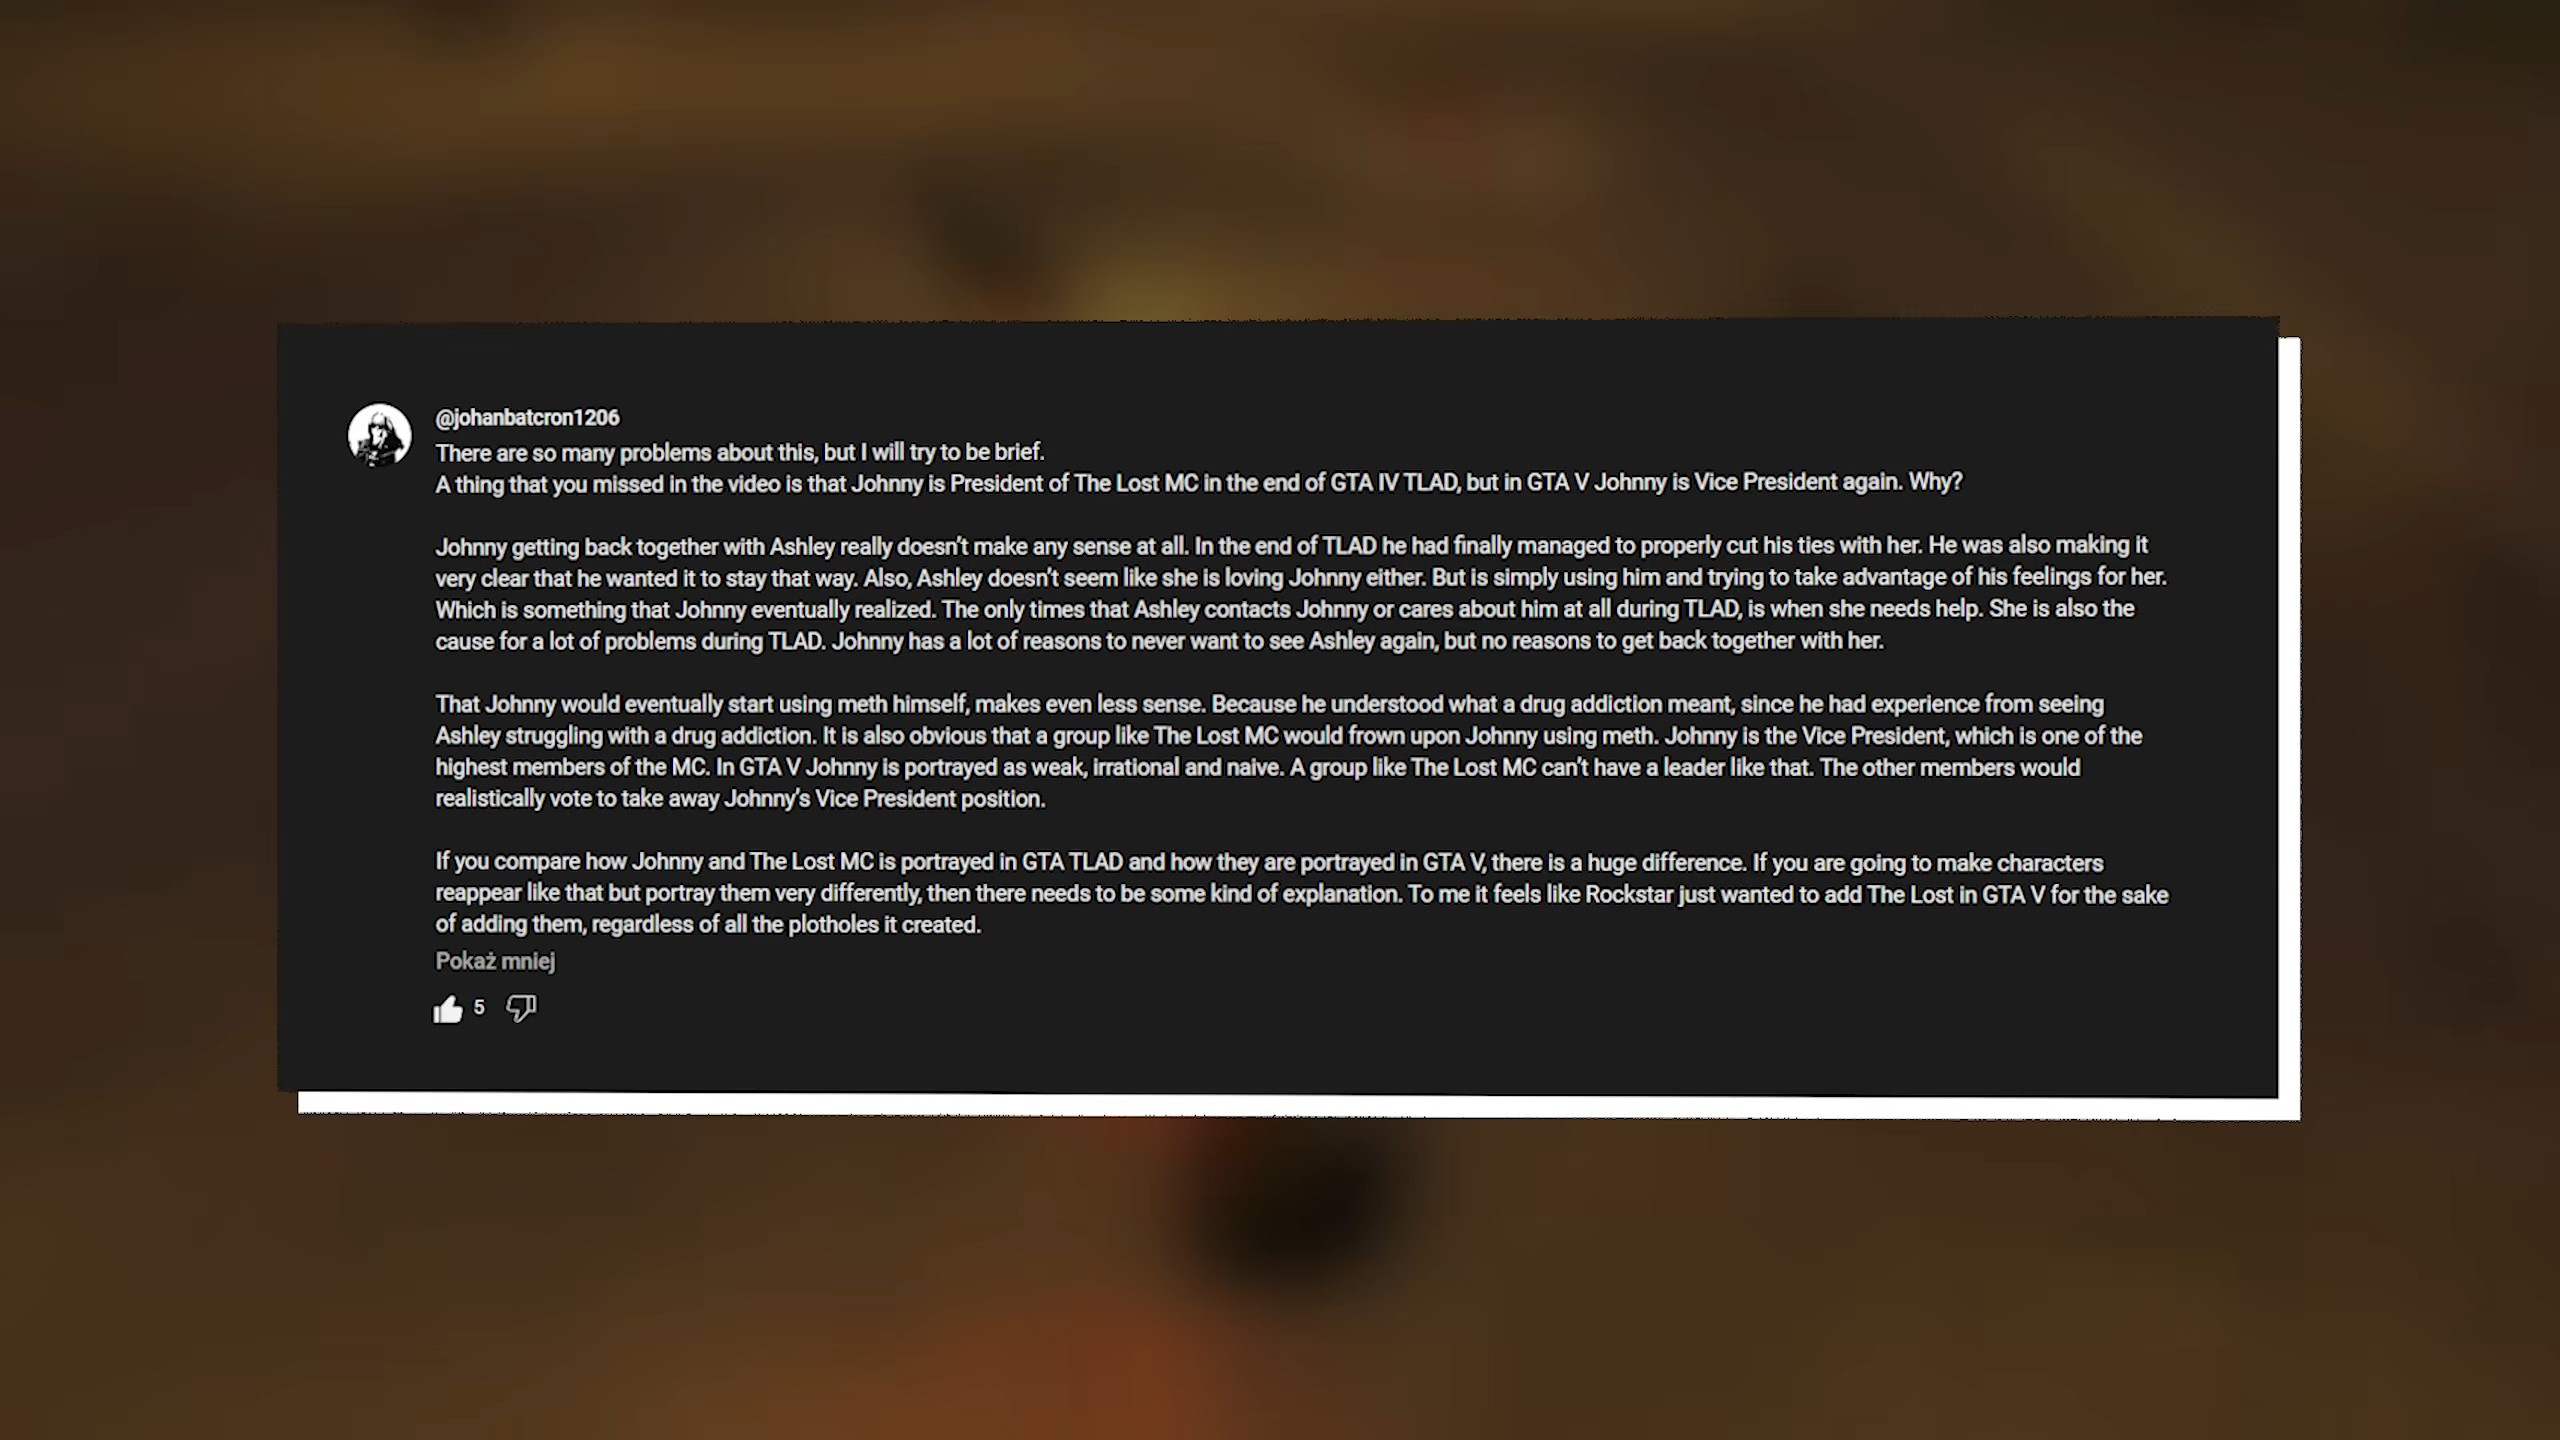 @johanbatcron1206
There are so many problems about this, but I will try to be brief.
A thing that you missed in the video is that Johnny is President of The Lost MC in the end of GTA IV TLAD, but in GTA V Johnny is Vice President again. Why?
Johnny getting back together with Ashley really doesn't make any sense at all. In the end of TLAD he had finally managed to properly cut his ties with her. He was also making it
very clear that he wanted it to stay that way. Also, Ashley doesn't seem like she is loving Johnny either. But is simply using him and trying to take advantage of his feelings for her.
Which is something that Johnny eventually realized. The only times that Ashley contacts Johnny or cares about him at all during TLAD, is when she needs help. She is also the
cause for a lot of problems during TLAD. Johnny has a lot of reasons to never want to see Ashley again, but no reasons to get back together with her.
That Johnny would eventually start using meth himself, makes even less sense. Because he understood what a drug addiction meant, since he had experience from seeing
Ashley struggling with a drug addiction. It is also obvious that a group like The Lost MC would frown upon Johnny using meth. Johnny is the Vice President, which is one of the
highest members of the MC. In GTA V Johnny is portrayed as weak, irrational and naive. A group like The Lost MC can't have a leader like that. The other members would
realistically vote to take away Johnny's Vice President position.
If you compare how Johnny and The Lost MC is portrayed in GTA TLAD and how they are portrayed in GTA V, there is a huge difference. If you are going to make characters
reappear like that but portray them very differently, then there needs to be some kind of explanation. To me it feels like Rockstar just wanted to add The Lost in GTA V for the sake
of adding them, regardless of all the plotholes it created.
Pokaż mniej
5